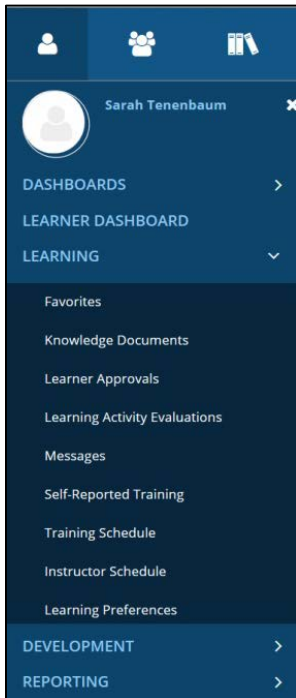 Sarah Tenenbaum
DASHBOARDS
LEARNER DASHBOARD
LEARNING
Favorites
Knowledge Documents
Learner Approvals
Learning Activity Evaluations
Messages
Self-Reported Training
Training Schedule
Instructor Schedule
Learning Preferences
DEVELOPMENT
REPORTING